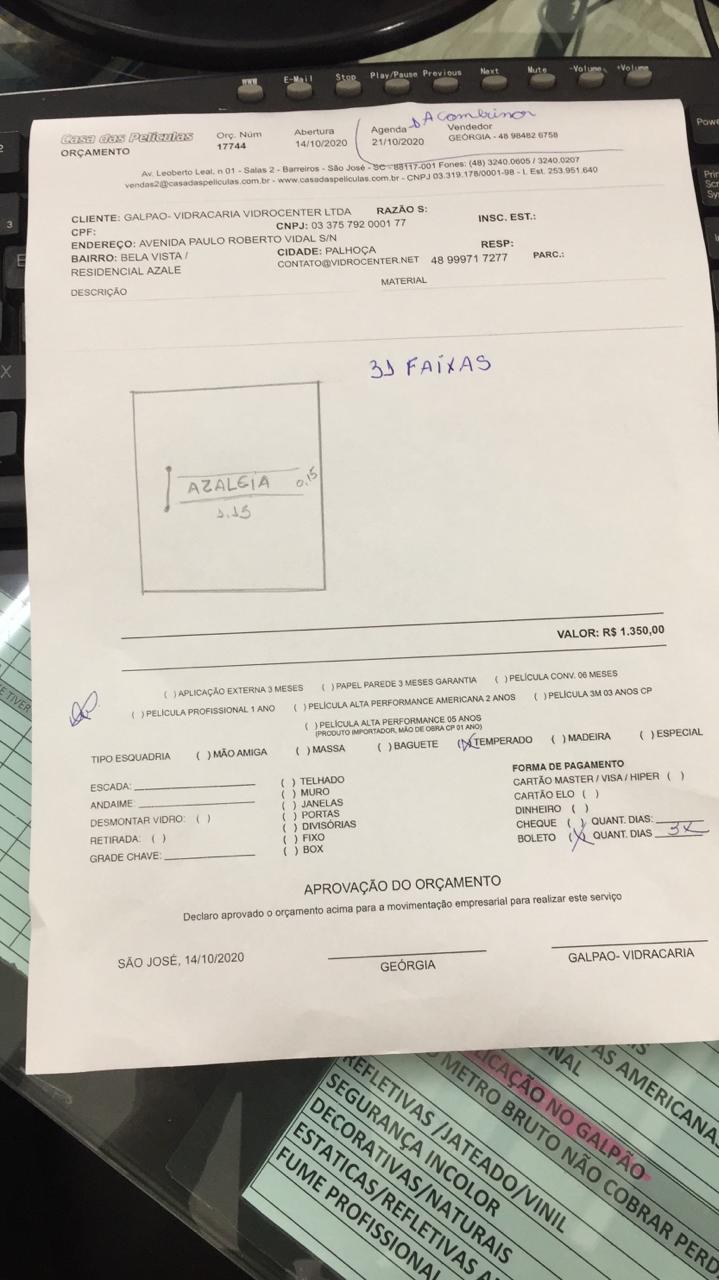 WWW E-Mail Stop Play/Pause Previous Next Mute -Volume +Volume
Casa das Películas
ORÇAMENTO
Orç. Núm
17744
Abertura
14/10/2020
Agenda
21/10/2020
A Combinar
Vendedor
GEÓRGIA - 48 98482 6758
Av. Leoberto Leal, n 01 - Salas 2 - Barreiros - São José - SC - 88117-001 Fones: (48) 3240.0605 / 3240.0207
vendas2@casadaspeliculas.com.br - www.casadaspeliculas.com.br - CNPJ 03.319.178/0001-98 - I. Est. 253.951.640
CLIENTE: GALPAO- VIDRACARIA VIDROCENTER LTDA RAZÃO S:
CPF: CNPJ: 03 375 792 0001 77 INSC. EST.:
ENDEREÇO: AVENIDA PAULO ROBERTO VIDAL S/N
BAIRRO: BELA VISTA / CIDADE: PALHOÇA RESP:
RESIDENCIAL AZALE CONTATO@VIDROCENTER.NET 48 99971 7277 PARC.:
DESCRIÇÃO MATERIAL
31 FAÍXAS
AZALEIA 0,15
1.15
VALOR: R$ 1.350,00
( ) APLICAÇÃO EXTERNA 3 MESES ( ) PAPEL PAREDE 3 MESES GARANTIA ( ) PELÍCULA CONV. 06 MESES
( ) PELÍCULA PROFISSIONAL 1 ANO ( ) PELÍCULA ALTA PERFORMANCE AMERICANA 2 ANOS ( ) PELÍCULA 3M 03 ANOS CP
( ) PELÍCULA ALTA PERFORMANCE 05 ANOS
(PRODUTO IMPORTADOR, MÃO DE OBRA CP 01 ANO)
TIPO ESQUADRIA ( ) MÃO AMIGA ( ) MASSA ( ) BAGUETE (X) TEMPERADO ( ) MADEIRA ( ) ESPECIAL
ESCADA:
ANDAIME:
DESMONTAR VIDRO: ( )
RETIRADA: ( )
GRADE CHAVE:
( ) TELHADO
( ) MURO
( ) JANELAS
( ) PORTAS
( ) DIVISÓRIAS
( ) FIXO
( ) BOX
FORMA DE PAGAMENTO
CARTÃO MASTER / VISA / HIPER ( )
CARTÃO ELO ( )
DINHEIRO ( )
CHEQUE ( ) QUANT. DIAS:
BOLETO (X) QUANT. DIAS 3X
APROVAÇÃO DO ORÇAMENTO
Declaro aprovado o orçamento acima para a movimentação empresarial para realizar este serviço
SÃO JOSÉ, 14/10/2020
GEÓRGIA
GALPAO- VIDRACARIA
AS AMERICANA
LICAÇÃO NO GALPÃO
METRO BRUTO NÃO COBRAR PERD
REFLETIVAS /JATEADO/VINIL
SEGURANÇA INCOLOR
DECORATIVAS/NATURAIS
ESTATICAS/REFLETIVAS
FUME PROFISSIONAL